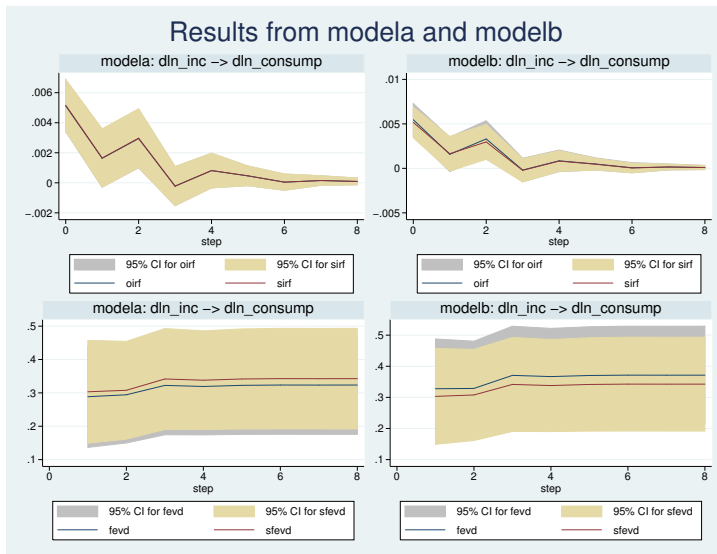 Results from modela and modelb
modela: dln_inc −> dln_consump
.006
.004
.002
0
−.002
0 2 4 6 8
step
95% CI for oirf 95% CI for sirf
oirf sirf
modelb: dln_inc −> dln_consump
.01
.005
0
−.005
0 2 4 6 8
step
95% CI for oirf 95% CI for sirf
oirf sirf
modela: dln_inc −> dln_consump
.5
.4
.3
.2
.1
0 2 4 6 8
step
95% CI for fevd 95% CI for sfevd
fevd sfevd
modelb: dln_inc −> dln_consump
.5
.4
.3
.2
.1
0 2 4 6 8
step
95% CI for fevd 95% CI for sfevd
fevd sfevd